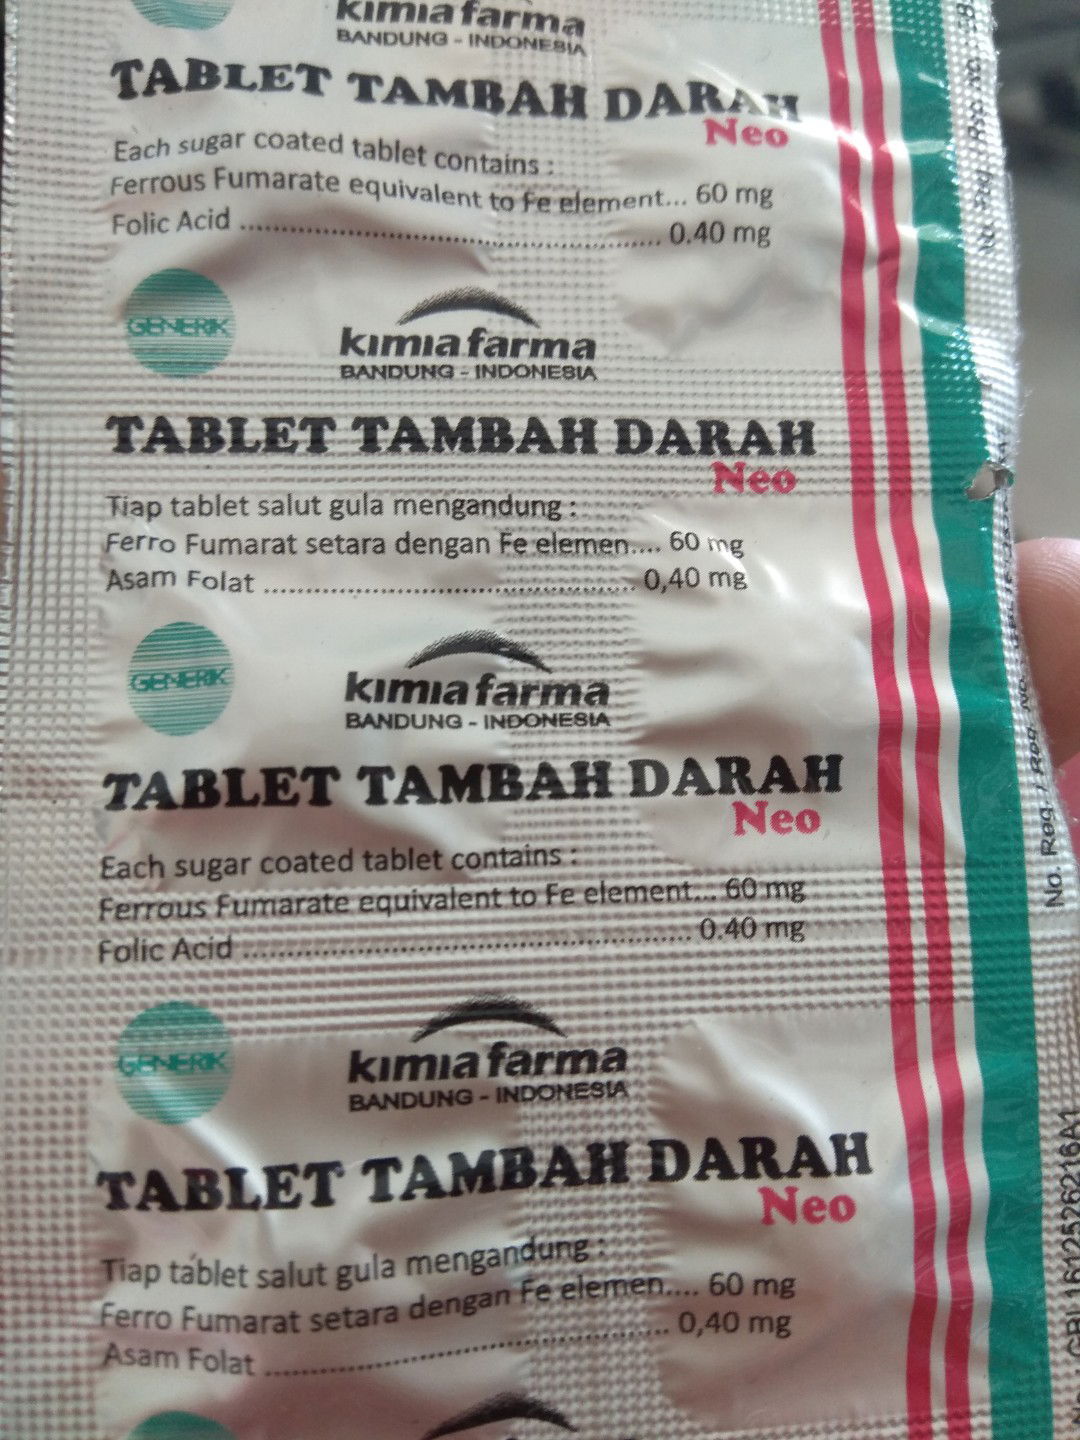 kimia farma
BANDUNG - INDONESIA
TABLET TAMBAH DARAH
Neo
Each sugar coated tablet contains :
Ferrous Fumarate equivalent to Fe element... 60 mg
Folic Acid ........................................................ 0.40 mg
GENERIK
kimia farma
BANDUNG - INDONESIA
TABLET TAMBAH DARAH
Neo
Tiap tablet salut gula mengandung :
Ferro Fumarat setara dengan Fe elemen.... 60 mg
Asam Folat ................................................ 0,40 mg
GENERIK
kimia farma
BANDUNG - INDONESIA
TABLET TAMBAH DARAH
Neo
Each sugar coated tablet contains :
Ferrous Fumarate equivalent to Fe element... 60 mg
Folic Acid ........................................................ 0.40 mg
GENERIK
kimia farma
BANDUNG - INDONESIA
TABLET TAMBAH DARAH
Neo
Tiap tablet salut gula mengandung :
Ferro Fumarat setara dengan Fe elemen.... 60 mg
Asam Folat ................................................ 0,40 mg
No. Reg. / Reg. No.
GBL1612526216A1